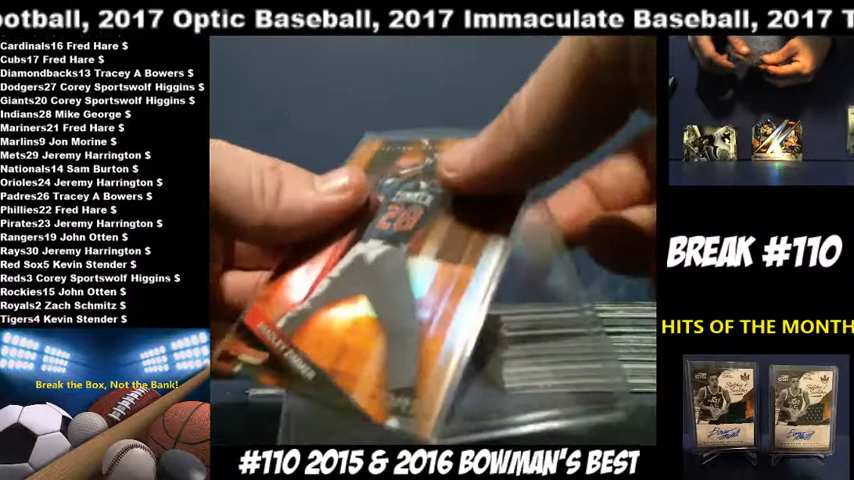 ootball, 2017 Optic Baseball, 2017 Immaculate Baseball, 2017 T
Cardinals16 Fred Hare $
Cubs17 Fred Hare $
Diamondbacks13 Tracey A Bowers $
Dodgers27 Corey Sportswolf Higgins $
Giants20 Corey Sportswolf Higgins $
Indians28 Mike George $
Mariners21 Fred Hare $
Marlins9 Jon Morine $
Mets29 Jeremy Harrington $
Nationals14 Sam Burton $
Orioles24 Jeremy Harrington $
Padres26 Tracey A Bowers $
Phillies22 Fred Hare $
Pirates23 Jeremy Harrington $
Rangers19 John Otten $
Rays30 Jeremy Harrington $
Red Sox5 Kevin Stender $
Reds3 Corey Sportswolf Higgins $
Rockies15 John Otten $
Royals2 Zach Schmitz $
Tigers4 Kevin Stender $
Break the Box, Not the Bank!
ZIMMER
28
BRADLEY ZIMMER
BREAK #110
HITS OF THE MONTH
#110 2015 & 2016 BOWMAN'S BEST